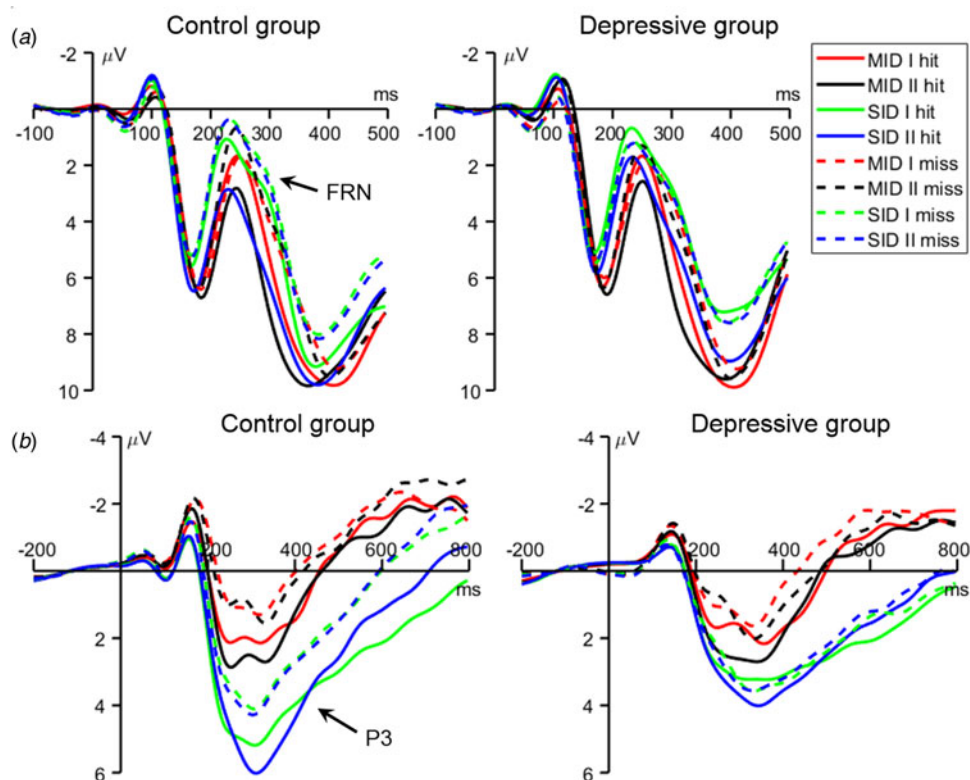 (a)
Control group
μV
-2
ms
-100
100
200
300
400
500
2
4
6
8
10
FRN
Depressive group
μV
-2
ms
-100
100
200
300
400
500
2
4
6
8
10
MID I hit
MID II hit
SID I hit
SID II hit
MID I miss
MID II miss
SID I miss
SID II miss
(b)
Control group
μV
-4
-2
-200
200
400
600
800
ms
2
4
6
P3
Depressive group
μV
-4
-2
-200
200
400
600
800
ms
2
4
6